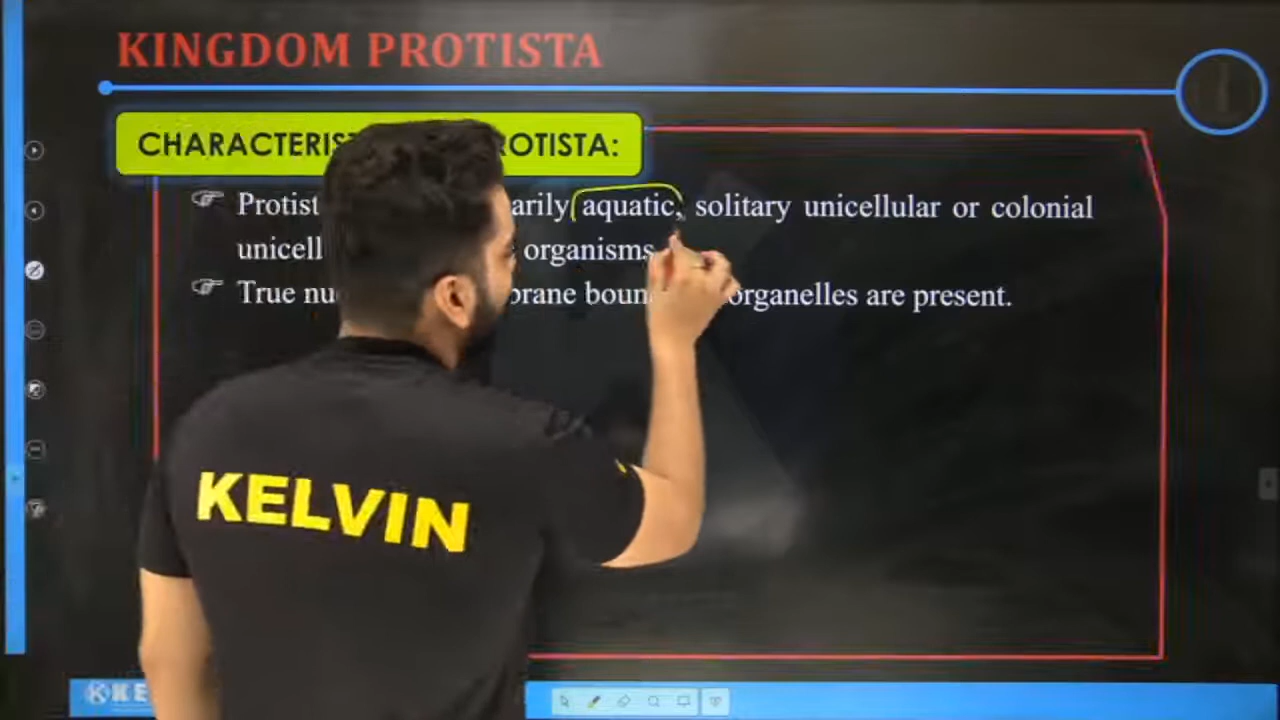 KINGDOM PROTISTA
CHARACTERIST ROTISTA:
Protist arily aquatic, solitary unicellular or colonial
unicell organisms
True nu brane boun organelles are present.
KELVIN
KE